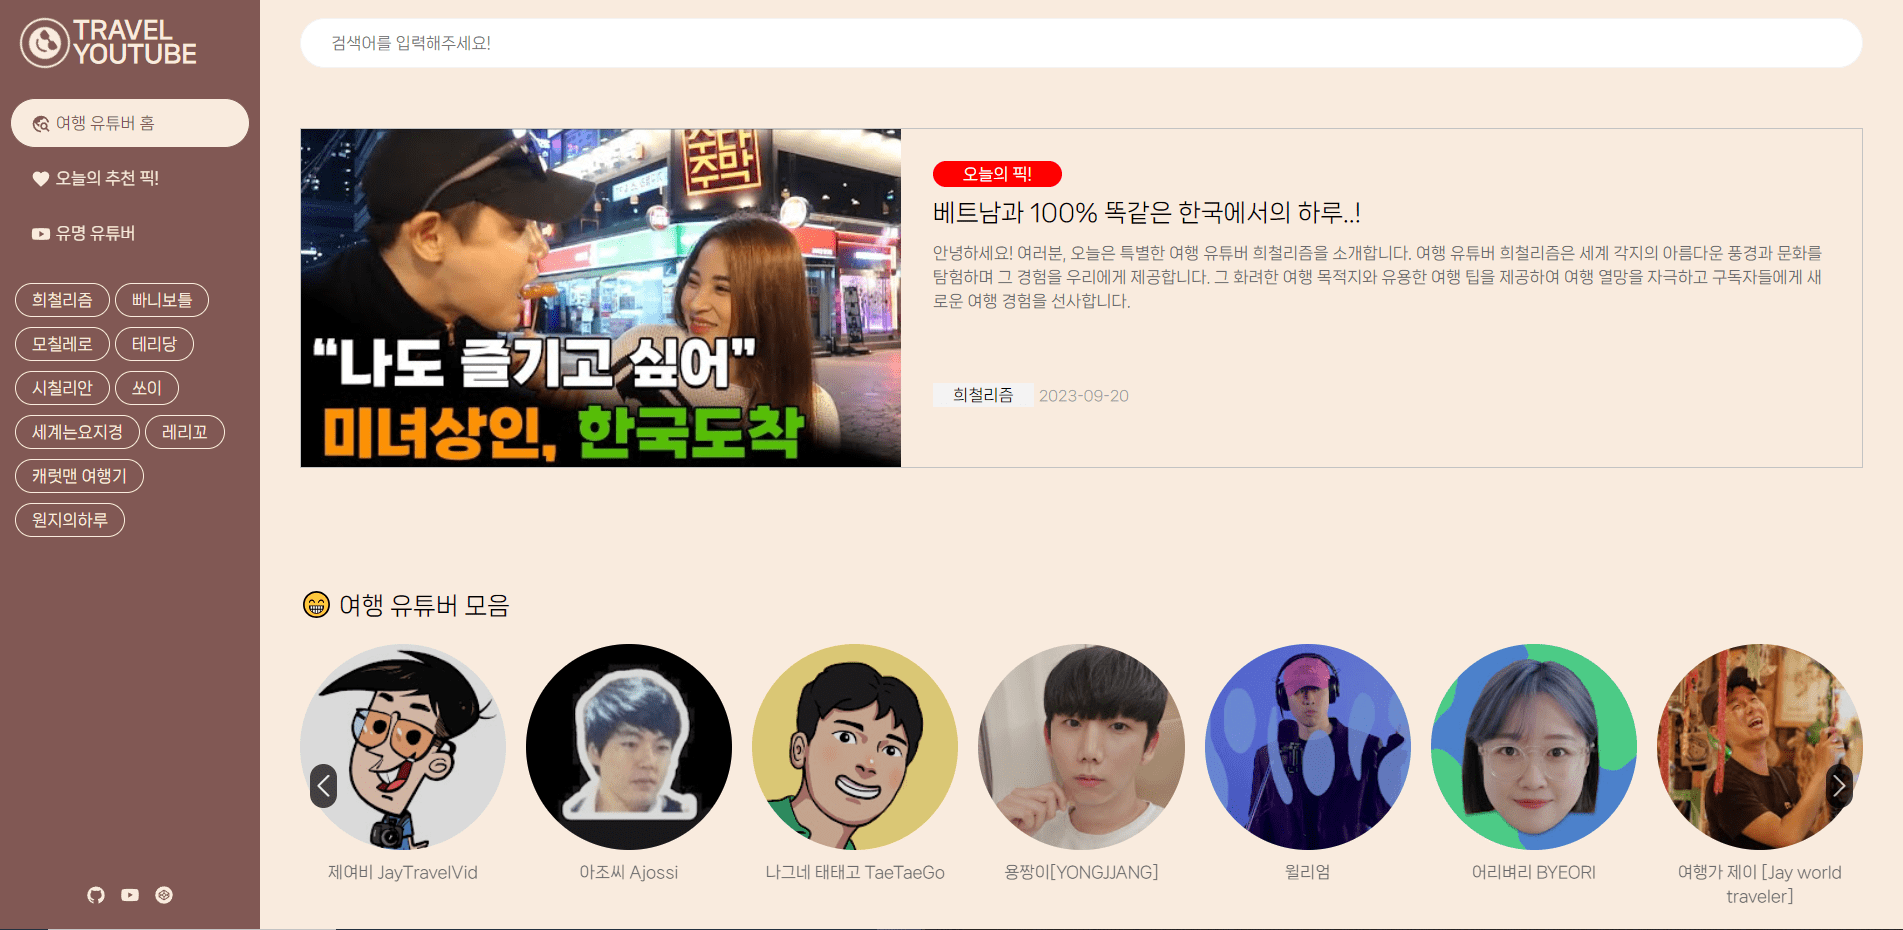 TRAVEL
YOUTUBE
검색어를 입력해주세요!
여행 유튜버 홈
오늘의 추천 픽!
유명 유튜버
희철리즘
빠니보틀
모칠레로
테리당
시칠리안
쏘이
세계는요지경
레리꼬
캐럿맨 여행기
원지의하루
주막
“나도 즐기고 싶어”
미녀상인, 한국도착
오늘의 픽!
베트남과 100% 똑같은 한국에서의 하루..!
안녕하세요! 여러분, 오늘은 특별한 여행 유튜버 희철리즘을 소개합니다. 여행 유튜버 희철리즘은 세계 각지의 아름다운 풍경과 문화를
탐험하며 그 경험을 우리에게 제공합니다. 그 화려한 여행 목적지와 유용한 여행 팁을 제공하여 여행 열망을 자극하고 구독자들에게 새
로운 여행 경험을 선사합니다.
희철리즘 2023-09-20
여행 유튜버 모음
제여비 JayTravelVid
아조씨 Ajossi
나그네 태태고 TaeTaeGo
용짱이[YONGJJANG]
윌리엄
어리벼리 BYEORI
여행가 제이 [Jay world
traveler]